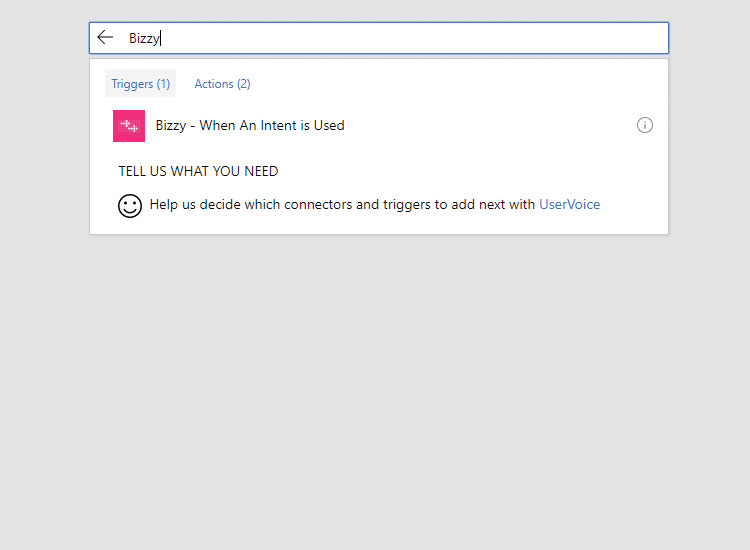 Bizzy
Triggers (1) Actions (2)
Bizzy - When An Intent is Used
TELL US WHAT YOU NEED
Help us decide which connectors and triggers to add next with UserVoice